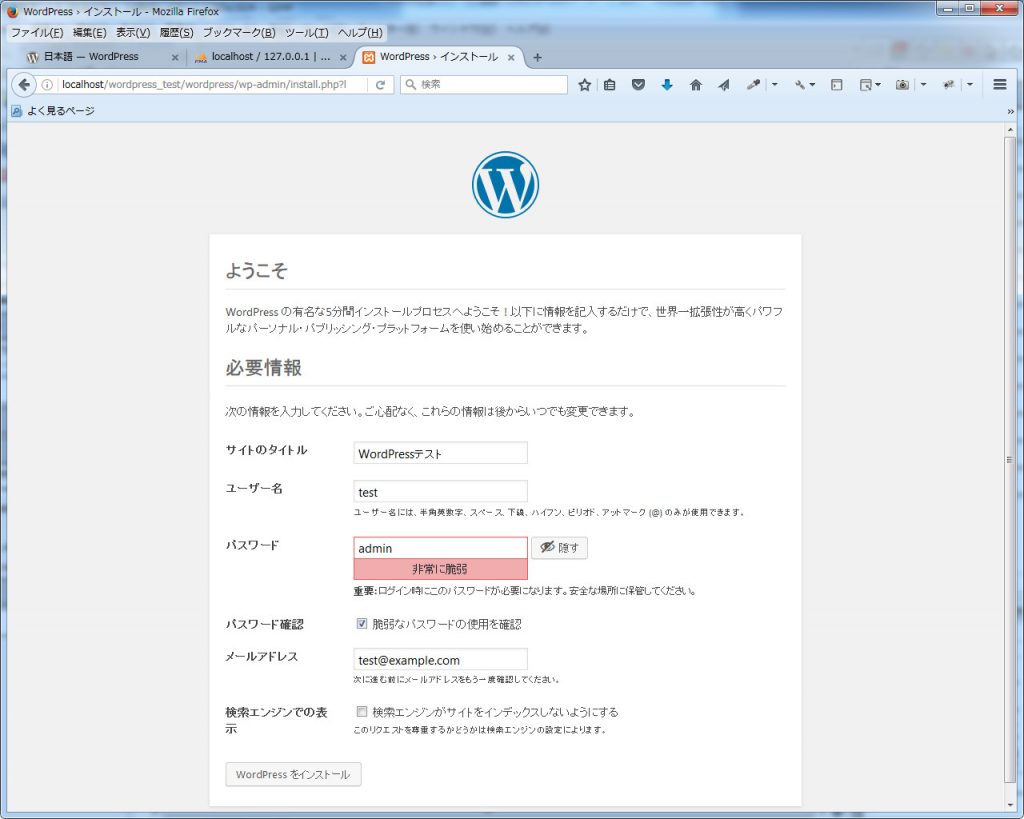 WordPress › インストール - Mozilla Firefox
ファイル(F) 編集(E) 表示(V) 履歴(S) ブックマーク(B) ツール(T) ヘルプ(H)
日本語 — WordPress
localhost / 127.0.0.1 | ...
WordPress › インストール
localhost/wordpress_test/wordpress/wp-admin/install.php?l
検索
よく見るページ
ようこそ
WordPress の有名な5分間インストールプロセスへようこそ！以下に情報を記入するだけで、世界一拡張性が高くパワフ
ルなパーソナル・パブリッシング・プラットフォームを使い始めることができます。
必要情報
次の情報を入力してください。ご心配なく、これらの情報は後からいつでも変更できます。
サイトのタイトル
WordPressテスト
ユーザー名
test
ユーザー名には、半角英数字、スペース、下線、ハイフン、ピリオド、アットマーク (@) のみが使用できます。
パスワード
admin
隠す
非常に脆弱
重要: ログイン時にこのパスワードが必要になります。安全な場所に保管してください。
パスワード確認
脆弱なパスワードの使用を確認
メールアドレス
test@example.com
次に進む前にメールアドレスをもう一度確認してください。
検索エンジンでの表
示
検索エンジンがサイトをインデックスしないようにする
このリクエストを尊重するかどうかは検索エンジンの設定によります。
WordPress をインストール